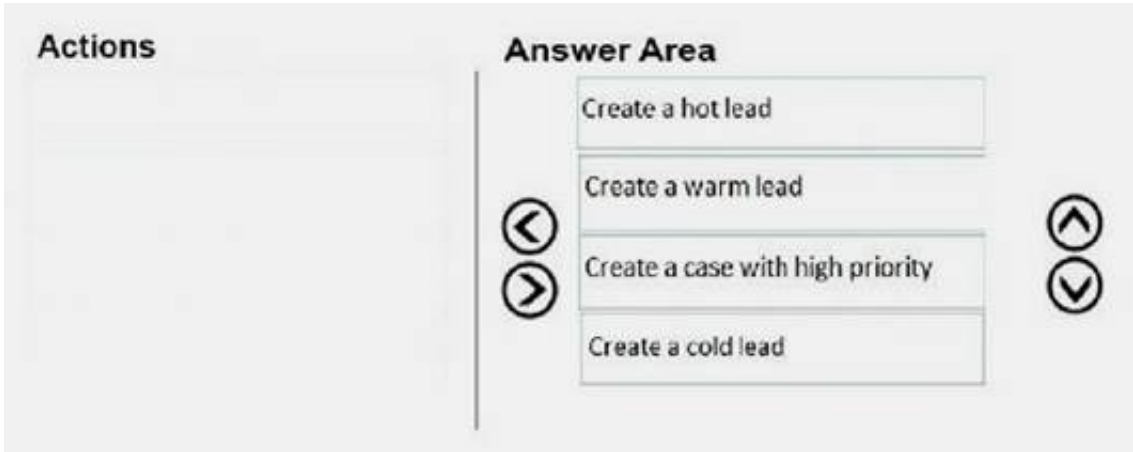 Actions
Answer Area
Create a hot lead
Create a warm lead
Create a case with high priority
Create a cold lead